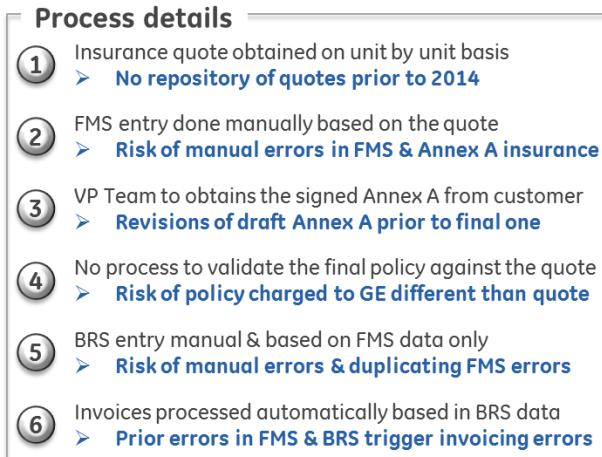 Process details
1 Insurance quote obtained on unit by unit basis
➤ No repository of quotes prior to 2014
2 FMS entry done manually based on the quote
➤ Risk of manual errors in FMS & Annex A insurance
3 VP Team to obtains the signed Annex A from customer
➤ Revisions of draft Annex A prior to final one
4 No process to validate the final policy against the quote
➤ Risk of policy charged to GE different than quote
5 BRS entry manual & based on FMS data only
➤ Risk of manual errors & duplicating FMS errors
6 Invoices processed automatically based in BRS data
➤ Prior errors in FMS & BRS trigger invoicing errors